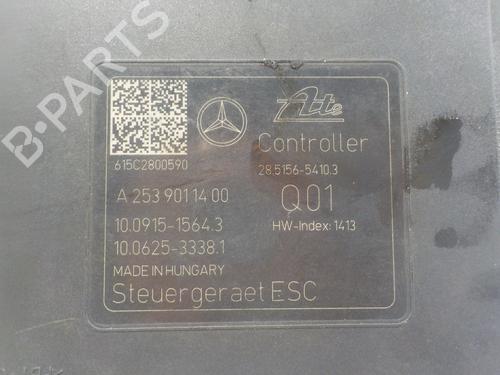 B-PARTS
Ate
Controller
615C2800590
28.5156-5410.3
A 253 901 14 00
Q01
10.0915-1564.3
HW-Index: 1413
10.0625-3338.1
MADE IN HUNGARY
Steuergeraet ESC